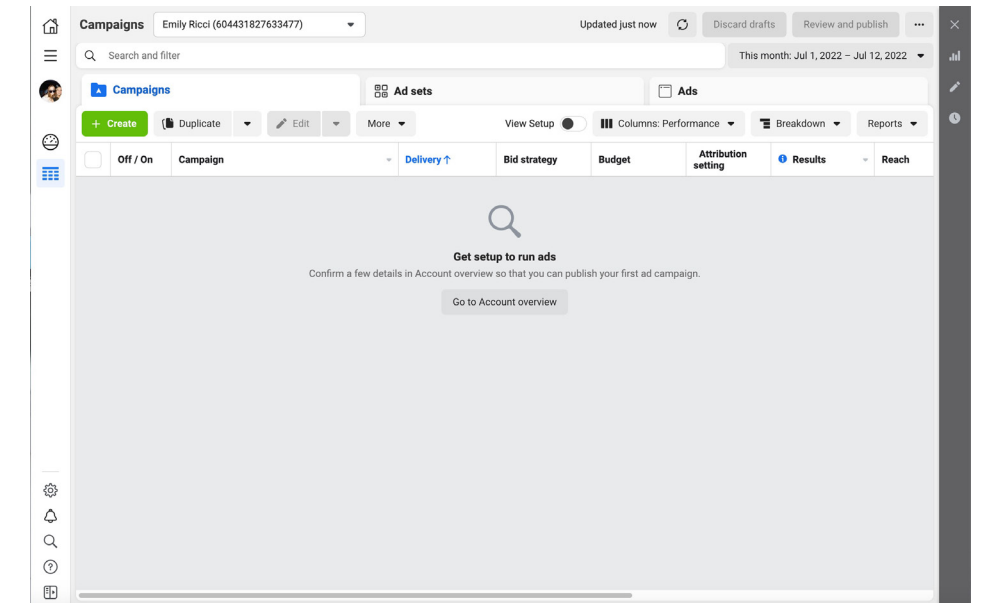 Campaigns Emily Ricci (604431827633477) Updated just now Discard drafts Review and publish
Search and filter This month: Jul 1, 2022 – Jul 12, 2022
Campaigns Ad sets Ads
+ Create Duplicate Edit More View Setup Columns: Performance Breakdown Reports
Off / On Campaign Delivery ↑ Bid strategy Budget Attribution setting Results Reach
Get setup to run ads
Confirm a few details in Account overview so that you can publish your first ad campaign.
Go to Account overview